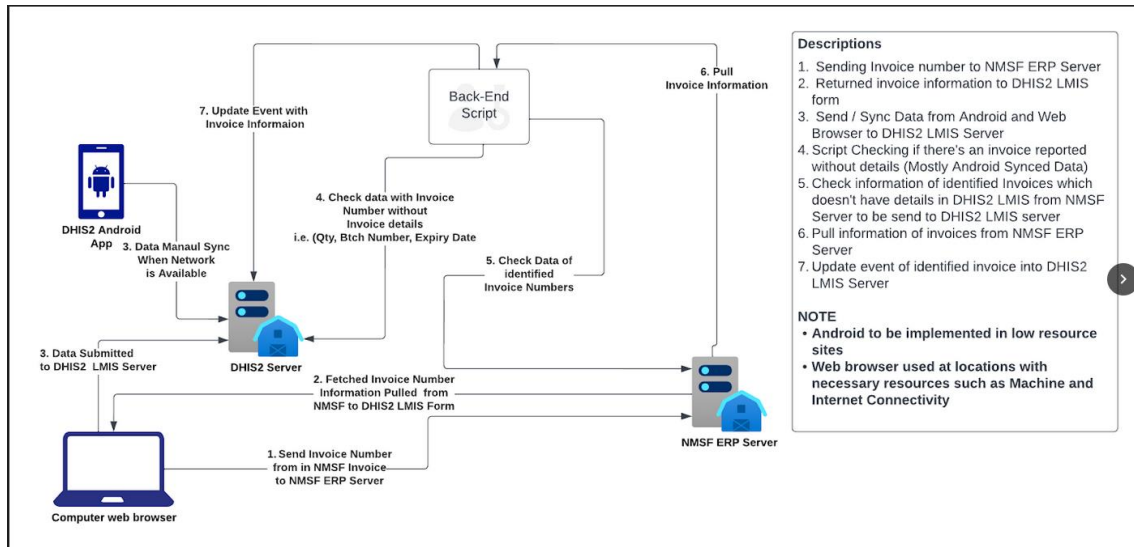 6. Pull
Invoice Information
Back-End
Script
7. Update Event with
Invoice Informaion
DHIS2 Android
App
3. Data Manaul Sync
When Network
is Available
4. Check data with Invoice
Number without
Invoice details
i.e. (Qty, Btch Number, Expiry Date
5. Check Data of
identified
Invoice Numbers
DHIS2 Server
3. Data Submitted
to DHIS2 LMIS Server
2. Fetched Invoice Number
Information Pulled from
NMSF to DHIS2 LMIS Form
NMSF ERP Server
1. Send Invoice Number
from in NMSF Invoice
to NMSF ERP Server
Computer web browser
Descriptions
1. Sending Invoice number to NMSF ERP Server
2. Returned invoice information to DHIS2 LMIS
form
3. Send / Sync Data from Android and Web
Browser to DHIS2 LMIS Server
4. Script Checking if there's an invoice reported
without details (Mostly Android Synced Data)
5. Check information of identified Invoices which
doesn't have details in DHIS2 LMIS from NMSF
Server to be send to DHIS2 LMIS server
6. Pull information of invoices from NMSF ERP
Server
7. Update event of identified invoice into DHIS2
LMIS Server
NOTE
• Android to be implemented in low resource
sites
• Web browser used at locations with
necessary resources such as Machine and
Internet Connectivity